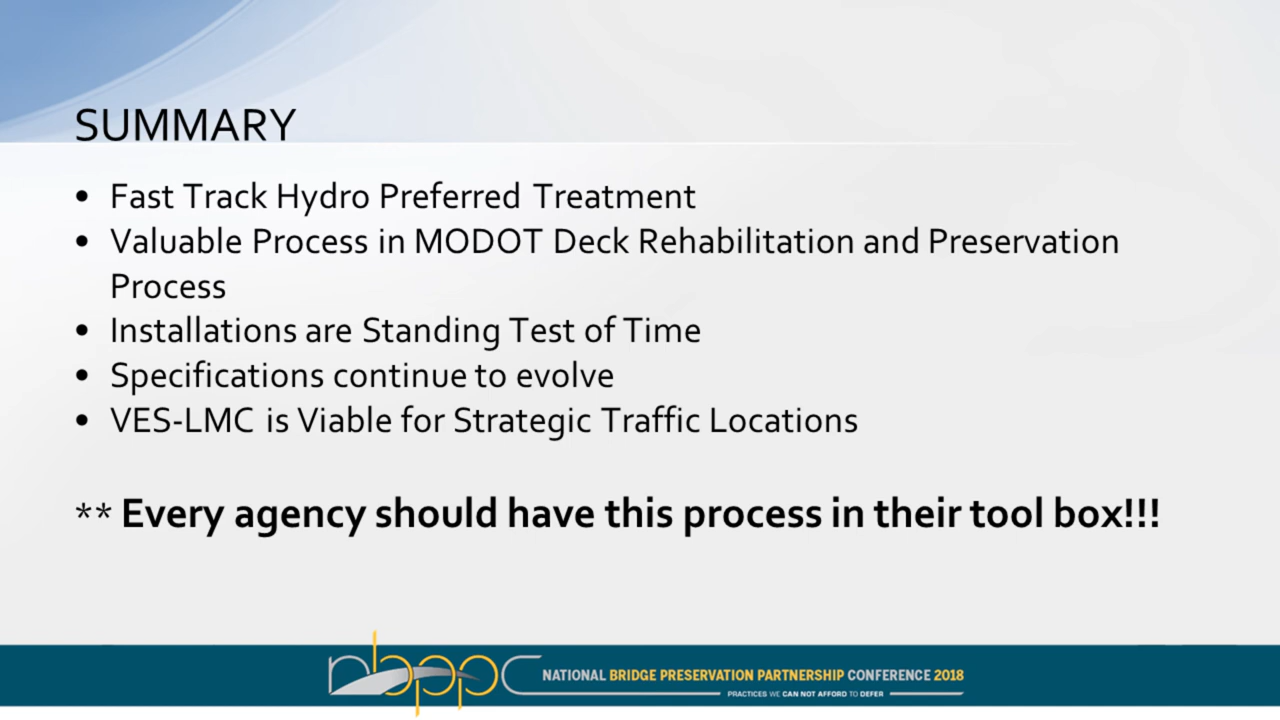 SUMMARY
• Fast Track Hydro Preferred Treatment
• Valuable Process in MODOT Deck Rehabilitation and Preservation
Process
• Installations are Standing Test of Time
• Specifications continue to evolve
• VES-LMC is Viable for Strategic Traffic Locations
** Every agency should have this process in their tool box!!!
nbppc
NATIONAL BRIDGE PRESERVATION PARTNERSHIP CONFERENCE 2018
PRACTICES WE CAN NOT AFFORD TO DEFER